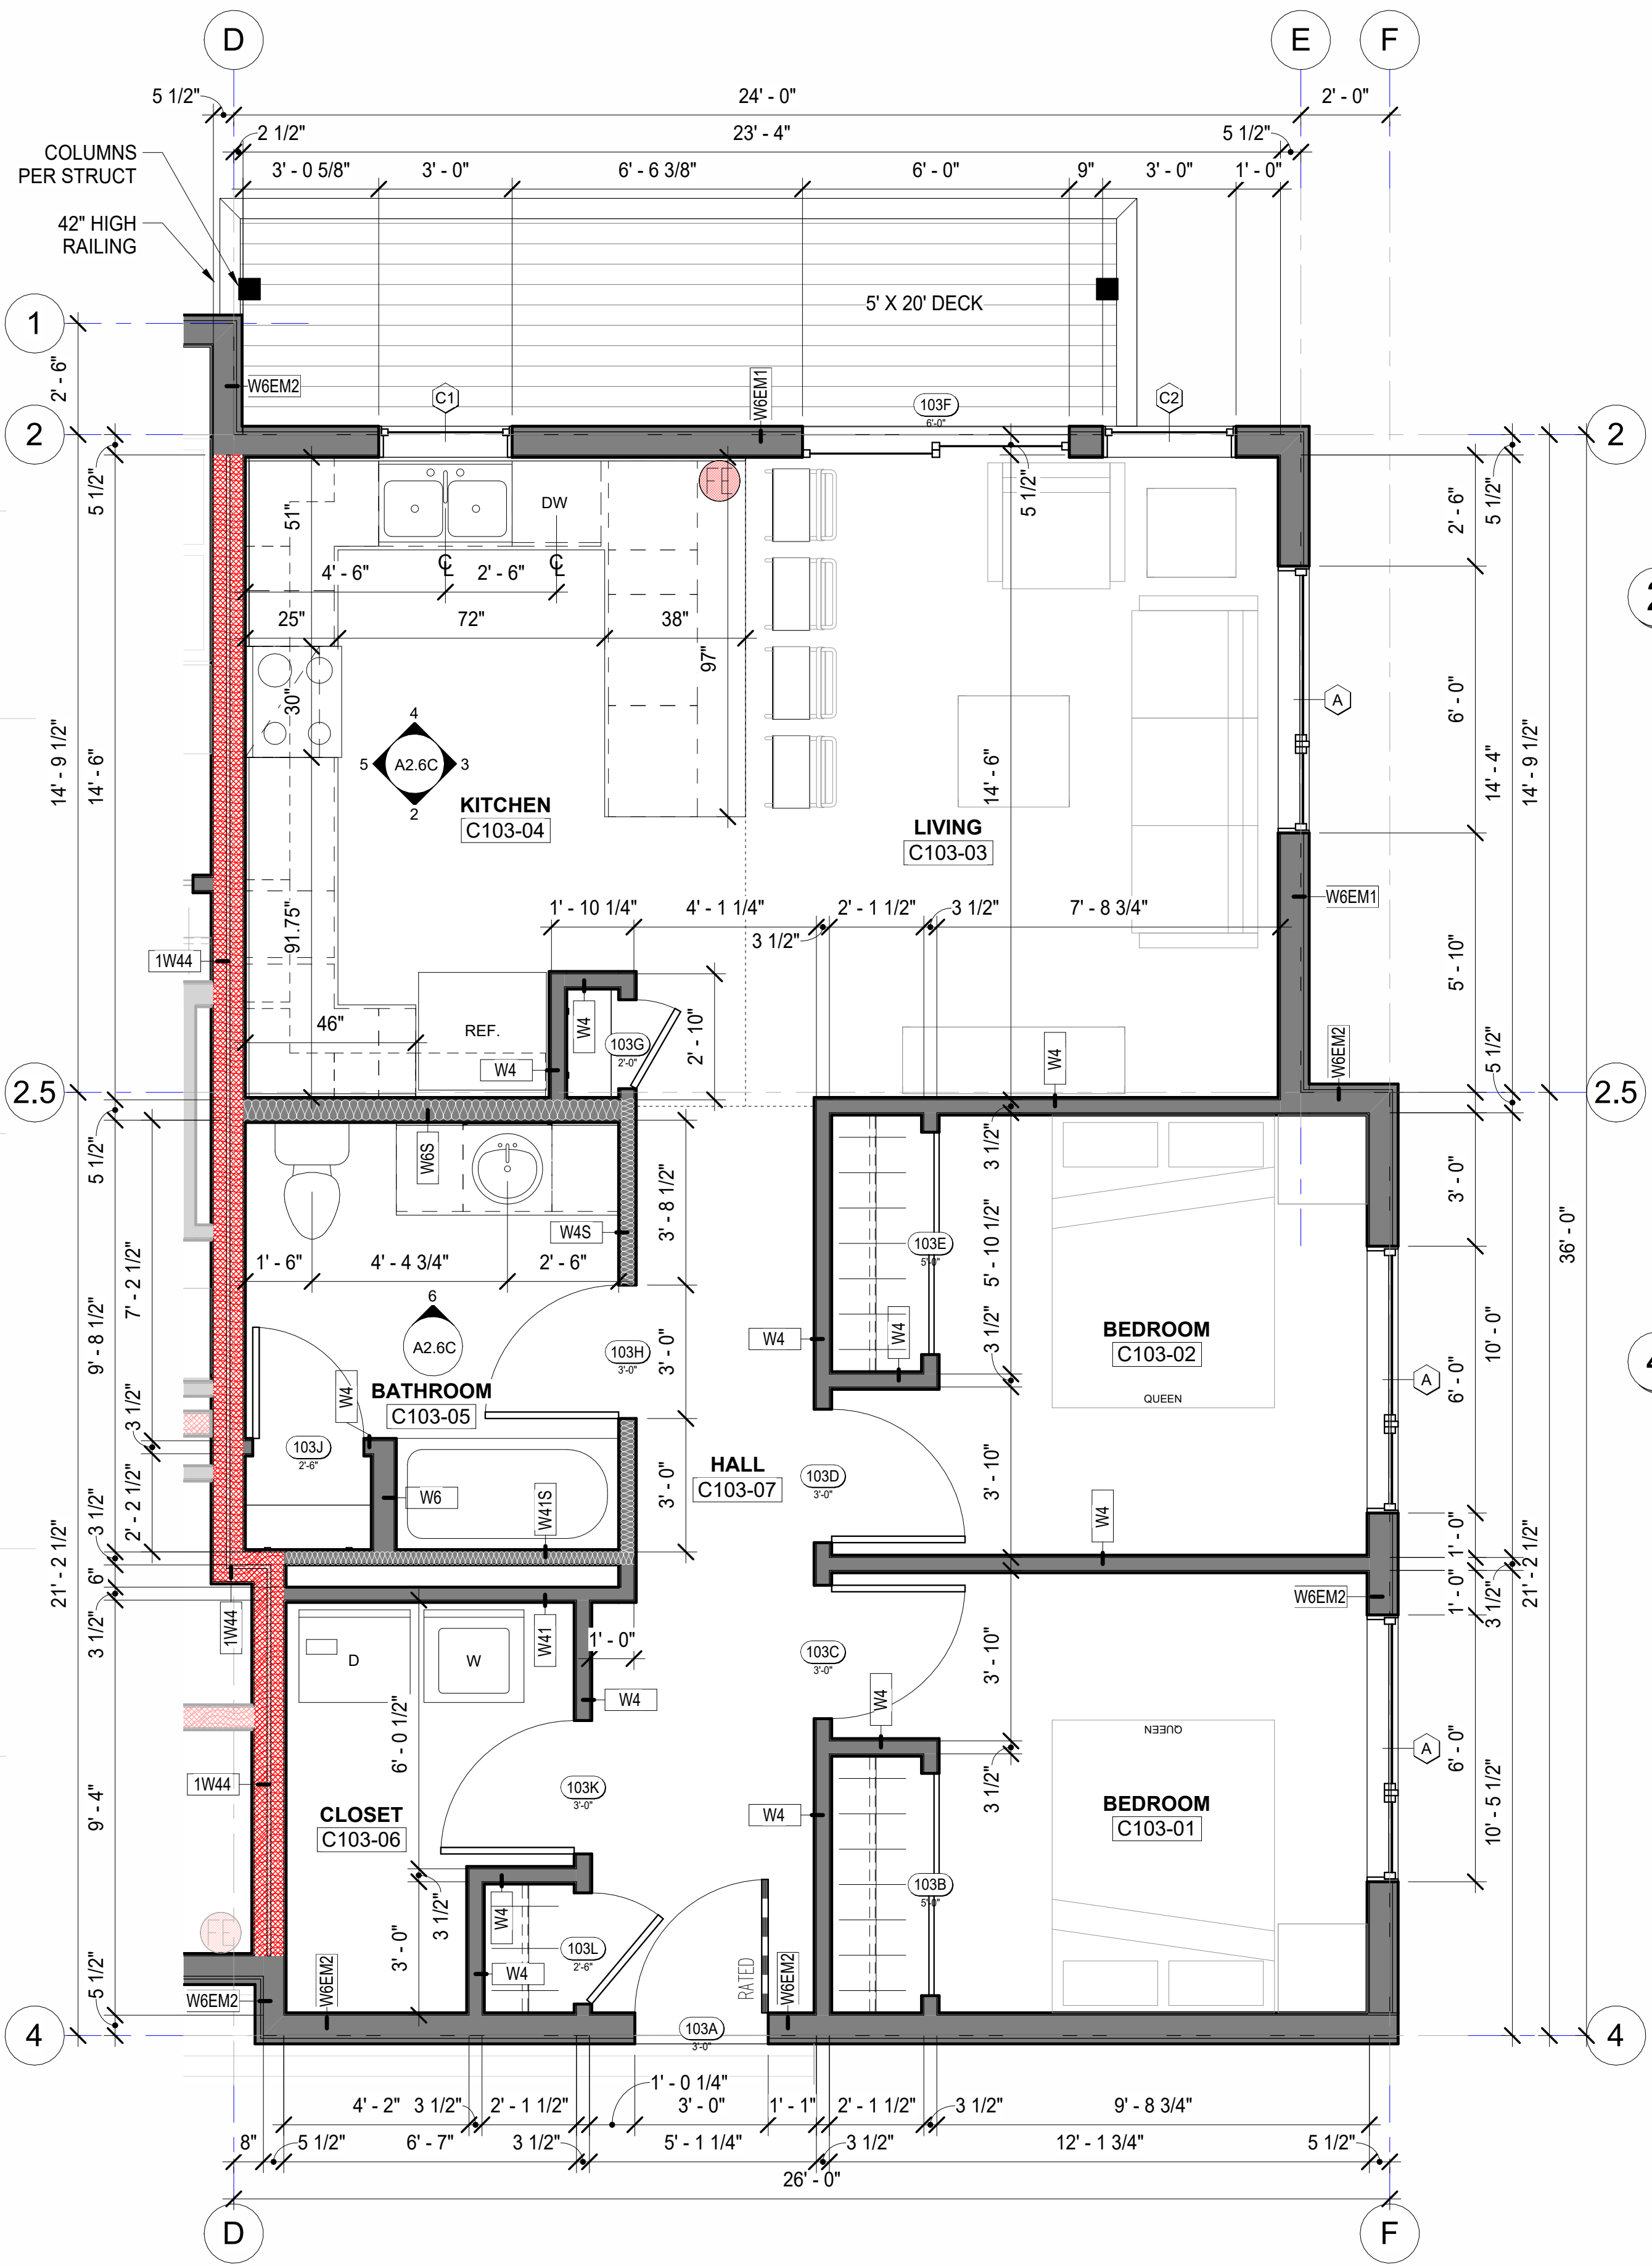 D
E
F
5 1/2"
24' - 0"
2' - 0"
2 1/2"
23' - 4"
5 1/2"
COLUMNS
PER STRUCT
3' - 0 5/8"
3' - 0"
6' - 6 3/8"
6' - 0"
9"
3' - 0"
1' - 0"
42" HIGH
RAILING
5' X 20' DECK
1
2' - 6"
W6EM2
C1
W6EM1
103F
6'-0"
C2
2
2
5 1/2"
51"
DW
FE
5 1/2"
2' - 6"
5 1/2"
4' - 6"
CL
2' - 6"
CL
25"
72"
38"
97"
30"
A
6' - 0"
14' - 9 1/2"
14' - 6"
4
5
A2.6C
3
2
14' - 6"
14' - 4"
14' - 9 1/2"
KITCHEN
C103-04
LIVING
C103-03
W6EM1
1' - 10 1/4"
4' - 1 1/4"
3 1/2"
2' - 1 1/2"
3 1/2"
7' - 8 3/4"
91.75"
1W44
5' - 10"
46"
REF.
W4
W4
103G
2'-0"
2' - 10"
W4
W6EM2
5 1/2"
2.5
2.5
5 1/2"
W6S
W4S
3' - 8 1/2"
3 1/2"
3' - 0"
1' - 6"
4' - 4 3/4"
2' - 6"
103E
5'-0"
5' - 10 1/2"
36' - 0"
7' - 2 1/2"
9' - 8 1/2"
6
A2.6C
103H
3'-0"
3' - 0"
W4
W4
3 1/2"
BEDROOM
C103-02
QUEEN
10' - 0"
6' - 0"
A
BATHROOM
C103-05
W4
3 1/2"
103J
2'-6"
W6
W41S
3' - 0"
HALL
C103-07
103D
3'-0"
3' - 10"
W4
2' - 2 1/2"
3 1/2"
6"
3 1/2"
21' - 2 1/2"
1' - 0"
1' - 0"
3 1/2"
21' - 2 1/2"
W6EM2
1W44
W41
1' - 0"
D
W
W4
103C
3'-0"
3' - 10"
W4
QUEEN
6' - 0 1/2"
1W44
103K
3'-0"
W4
3 1/2"
A
6' - 0"
10' - 5 1/2"
9' - 4"
CLOSET
C103-06
BEDROOM
C103-01
103B
5'-0"
FE
3 1/2"
W4
3' - 0"
103L
2'-6"
W4
RATED
W6EM2
5 1/2"
W6EM2
W6EM2
4
103A
3'-0"
4
1' - 0 1/4"
4' - 2"
3 1/2"
2' - 1 1/2"
3' - 0"
1' - 1"
2' - 1 1/2"
3 1/2"
9' - 8 3/4"
8"
5 1/2"
6' - 7"
3 1/2"
5' - 1 1/4"
3 1/2"
12' - 1 3/4"
5 1/2"
26' - 0"
D
F